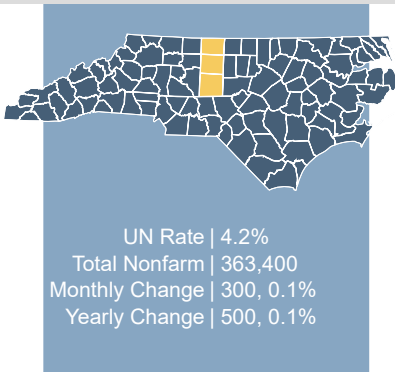 UN Rate | 4.2%
Total Nonfarm | 363,400
Monthly Change | 300, 0.1%
Yearly Change | 500, 0.1%